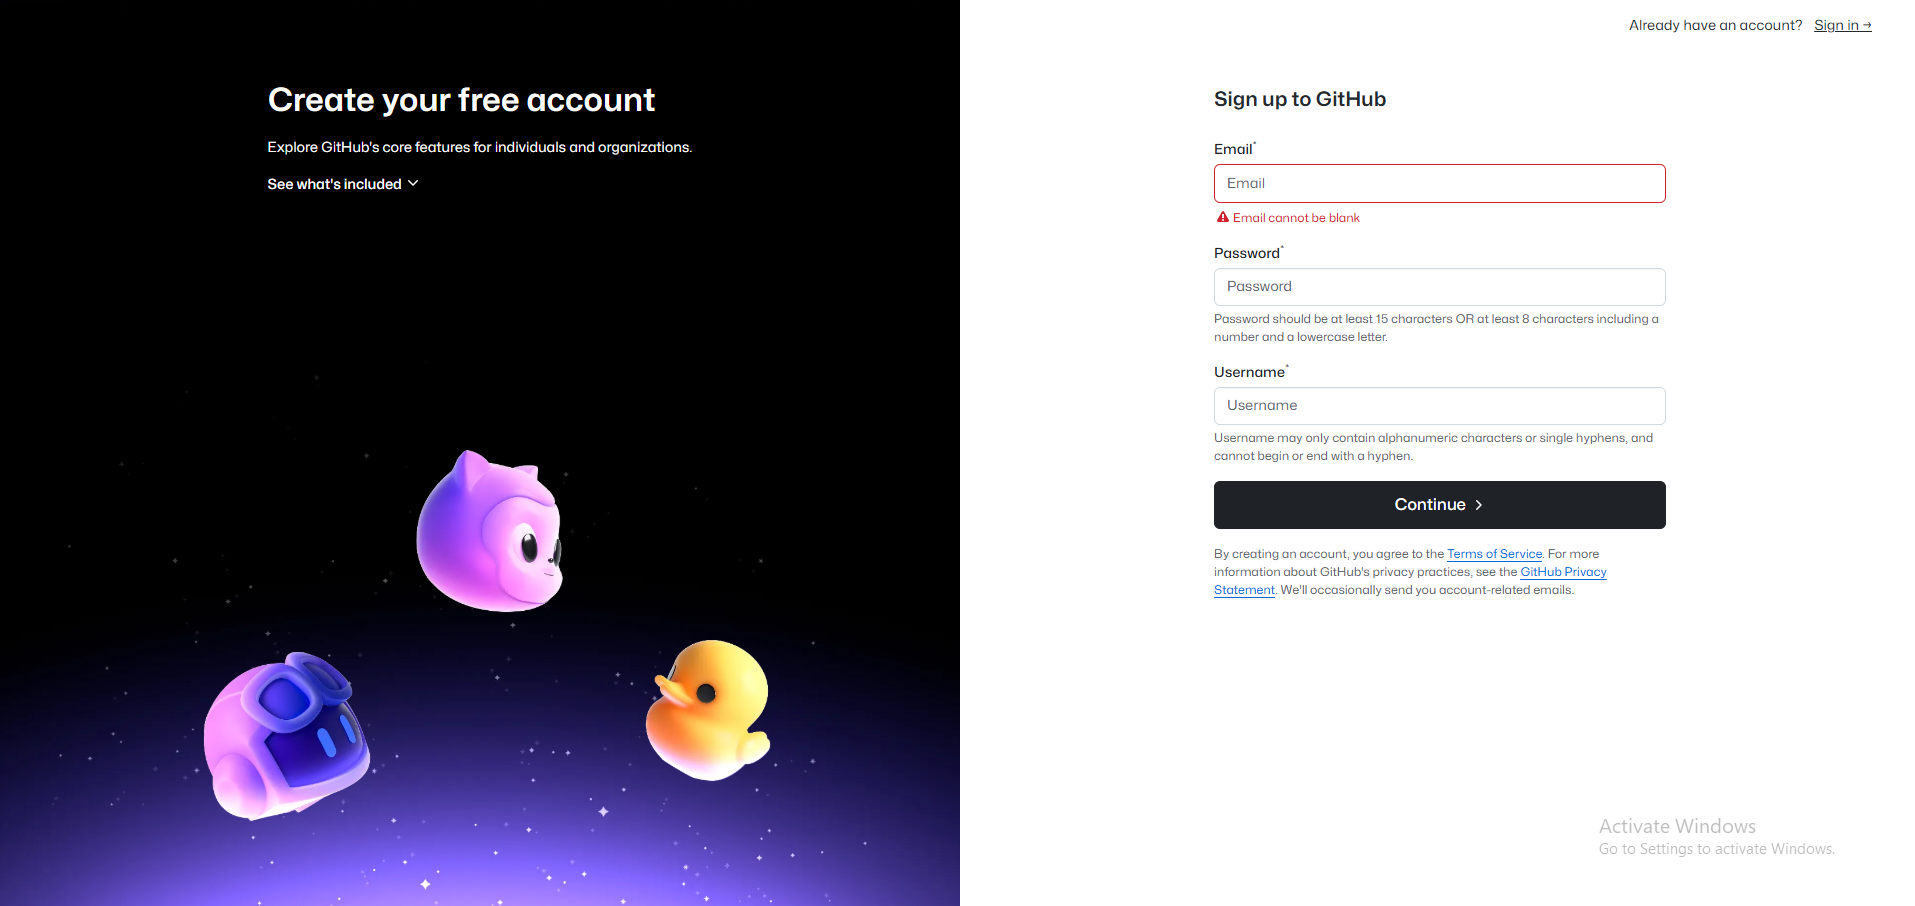 Create your free account
Explore GitHub's core features for individuals and organizations.
See what's included
Already have an account? Sign in →
Sign up to GitHub
Email*
Email
Email cannot be blank
Password*
Password
Password should be at least 15 characters OR at least 8 characters including a
number and a lowercase letter.
Username*
Username
Username may only contain alphanumeric characters or single hyphens, and
cannot begin or end with a hyphen.
Continue
By creating an account, you agree to the Terms of Service. For more
information about GitHub's privacy practices, see the GitHub Privacy
Statement. We'll occasionally send you account-related emails.
Activate Windows
Go to Settings to activate Windows.